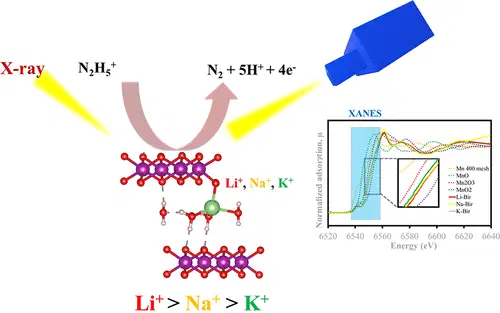 X-ray
N₂H₅⁺
N₂ + 5H⁺ + 4e⁻
Li⁺, Na⁺, K⁺
Li⁺ > Na⁺ > K⁺
XANES
Normalized adsorption, µ
Mn 400 mesh
MnO
Mn2O3
MnO2
Li-Bir
Na-Bir
K-Bir
6520 6540 6560 6580 6600 6620 6640
Energy (eV)